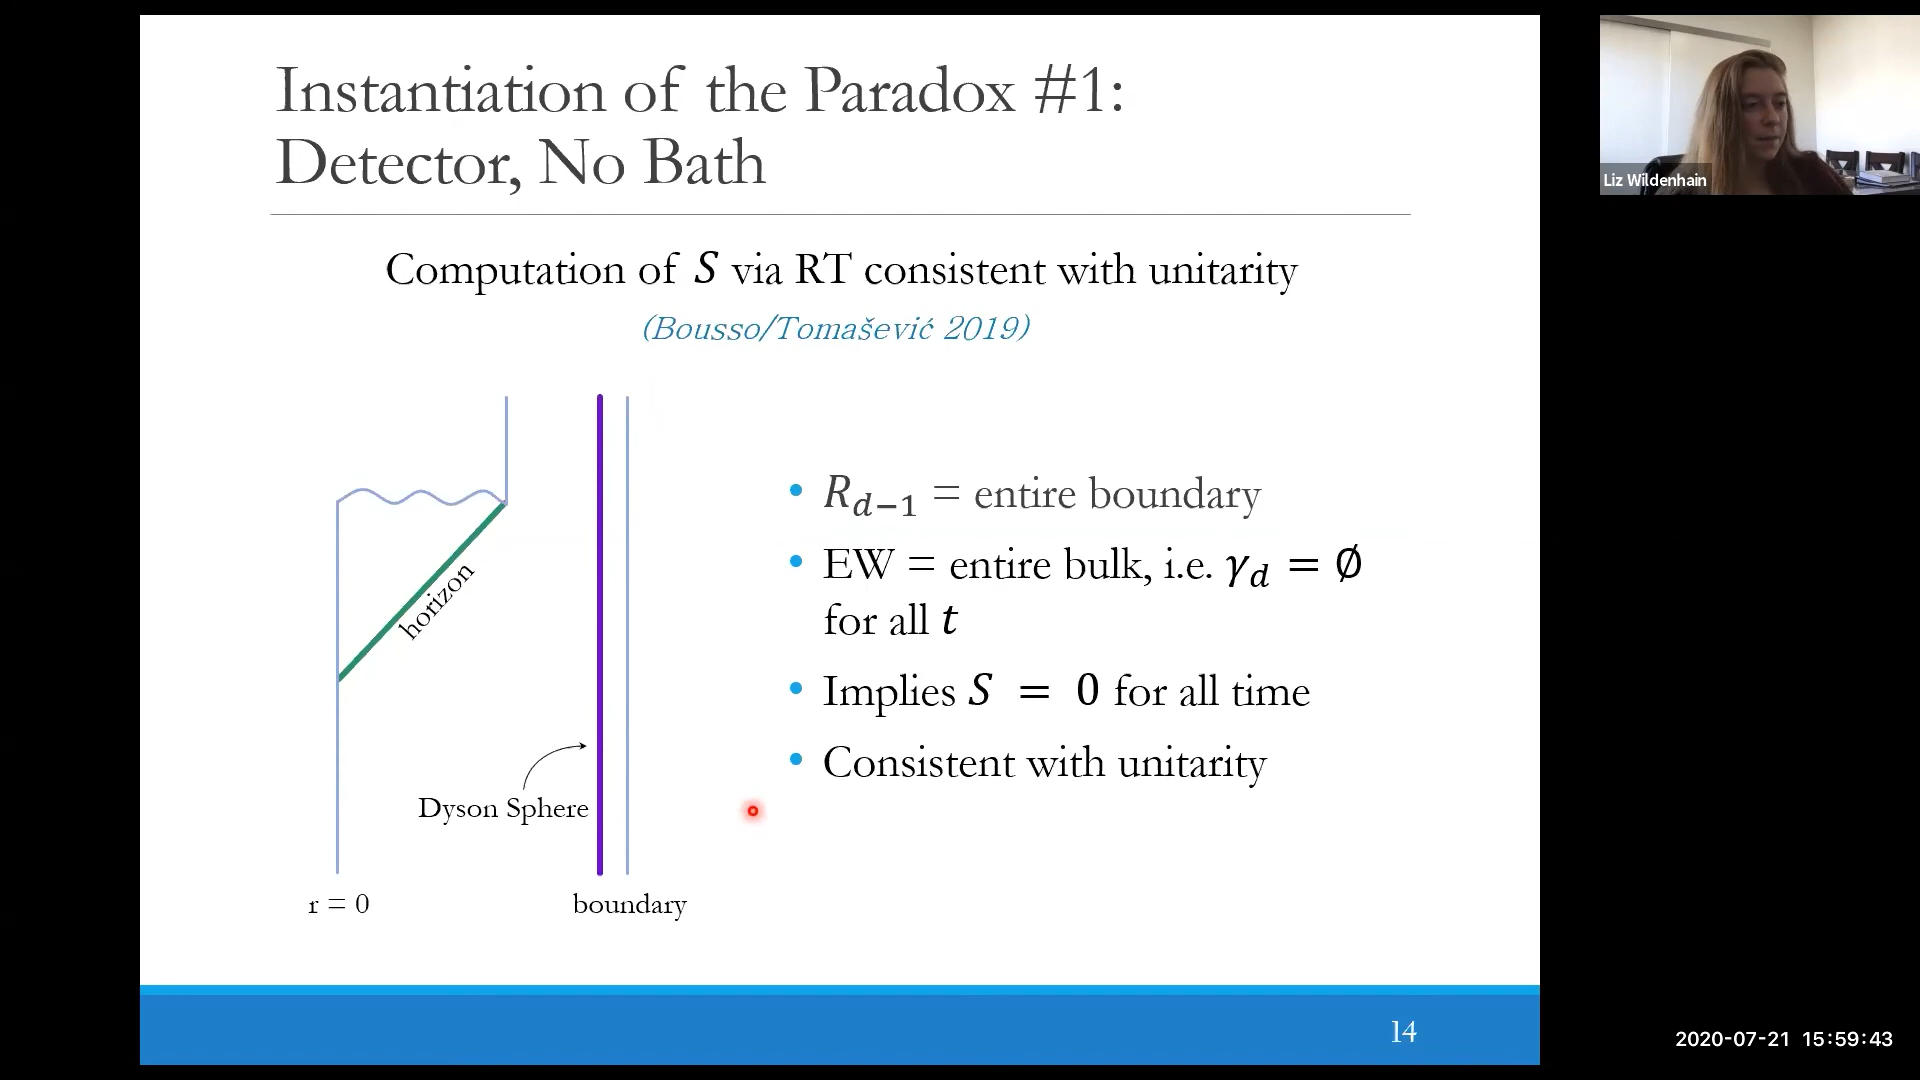 Instantiation of the Paradox #1:
Detector, No Bath
Computation of S via RT consistent with unitarity
(Bousso/Tomašević 2019)
horizon
Dyson Sphere
r = 0
boundary
• R_{d−1} = entire boundary
• EW = entire bulk, i.e. γ_d = ∅
for all t
• Implies S = 0 for all time
• Consistent with unitarity
14
Liz Wildenhain
2020-07-21 15:59:43